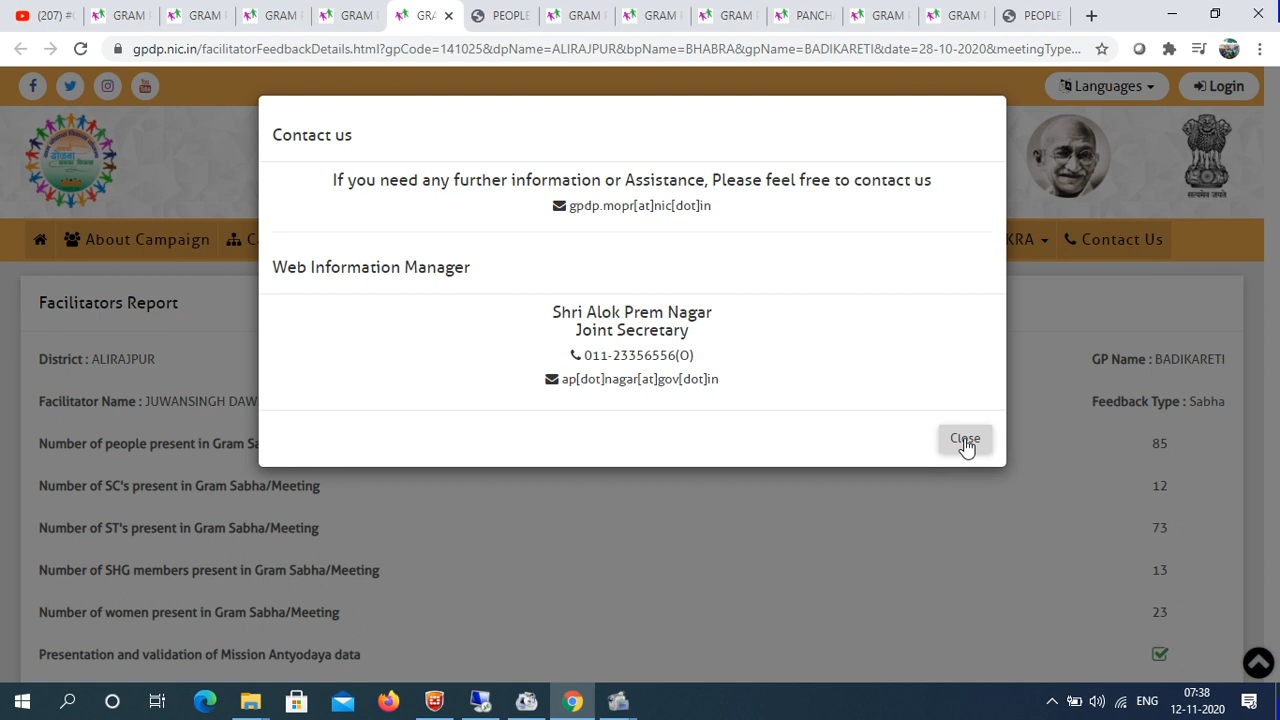 (207) #
GRAM
GRAM
GRAM
GRAM
GRA
PEOPLE
GRAM
GRAM
GRAM
PANCHA
GRAM
GRAM
PEOPLE
gpdp.nic.in/facilitatorFeedbackDetails.html?gpCode=141025&dpName=ALIRAJPUR&bpName=BHABRA&gpName=BADIKARETI&date=28-10-2020&meetingType...
Languages
Login
Contact us
If you need any further information or Assistance, Please feel free to contact us
gpdp.mopr[at]nic[dot]in
सत्यमेव जयते
About Campaign
KRA
Contact Us
Web Information Manager
Facilitators Report
Shri Alok Prem Nagar
Joint Secretary
District : ALIRAJPUR
011-23356556(O)
GP Name : BADIKARETI
ap[dot]nagar[at]gov[dot]in
Facilitator Name : JUWANSINGH DAW
Feedback Type : Sabha
Close
Number of people present in Gram Sa
85
Number of SC's present in Gram Sabha/Meeting
12
Number of ST's present in Gram Sabha/Meeting
73
Number of SHG members present in Gram Sabha/Meeting
13
Number of women present in Gram Sabha/Meeting
23
Presentation and validation of Mission Antyodaya data
ENG
07:38
12-11-2020